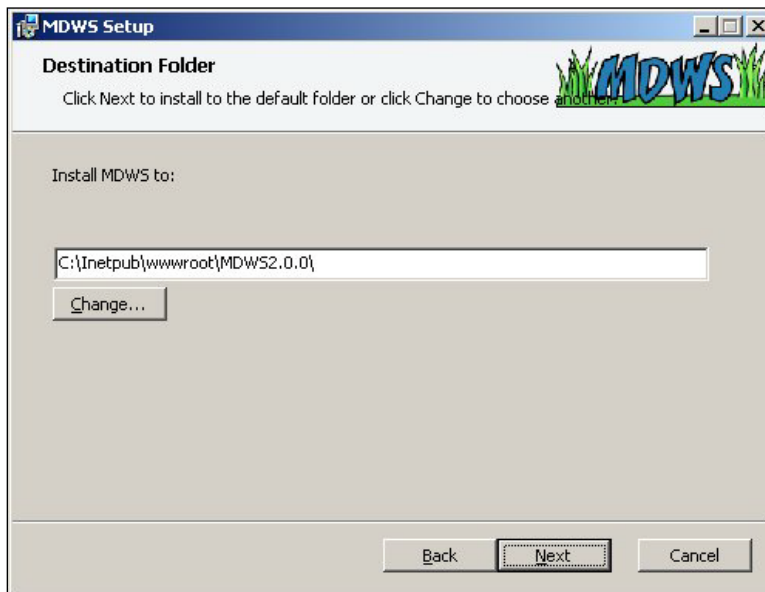 MDWS Setup
Destination Folder
Click Next to install to the default folder or click Change to choose another.
MDWS
Install MDWS to:
C:\Inetpub\wwwroot\MDWS2.0.0\
Change...
Back Next Cancel